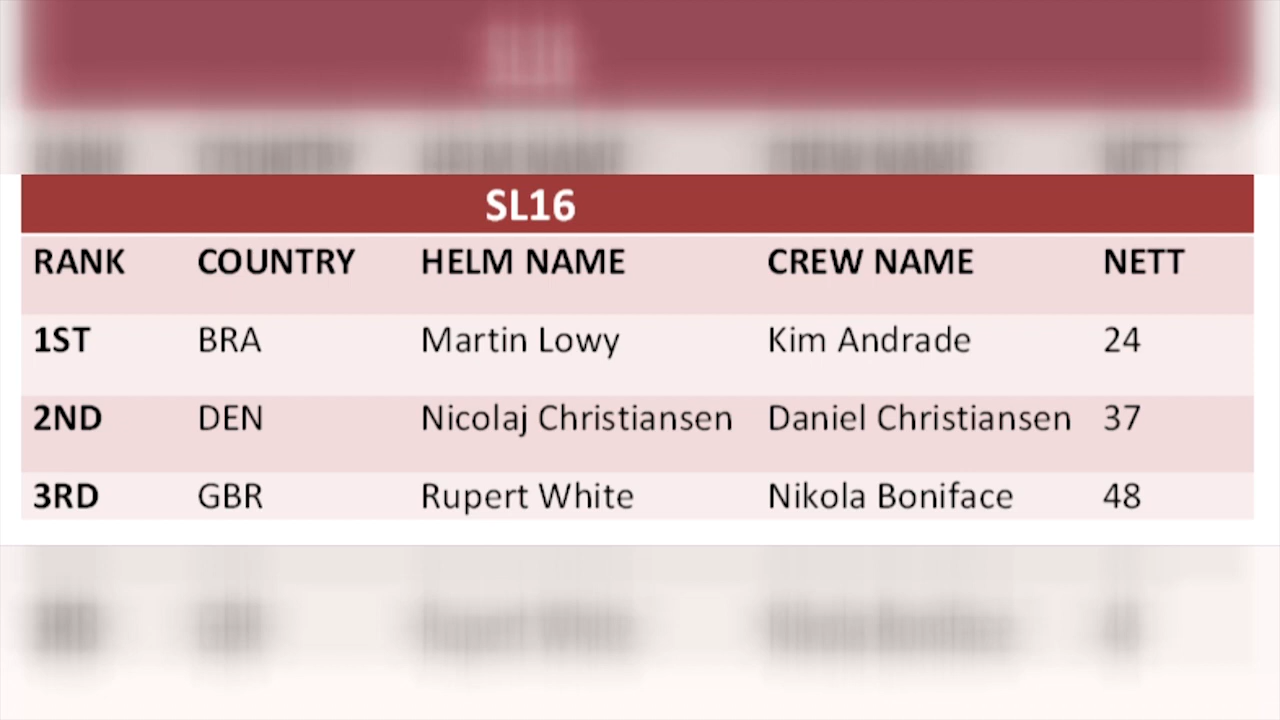 SL16
RANK COUNTRY HELM NAME CREW NAME NETT
1ST BRA Martin Lowy Kim Andrade 24
2ND DEN Nicolaj Christiansen Daniel Christiansen 37
3RD GBR Rupert White Nikola Boniface 48